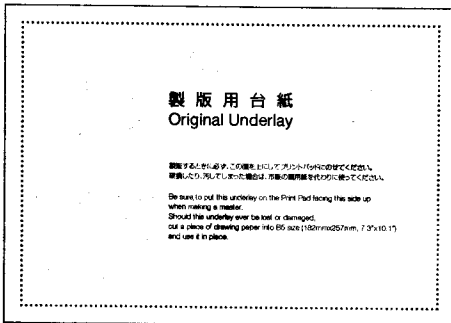 製版用台紙
Original Underlay
製版するときに必ず、この面を上にしてプリントパッドにのせてください。
破損したり、汚してしまった場合は、市販の画用紙を代わりに使ってください。
Be sure to put this underlay on the Print Pad facing this side up
when making a master.
Should this underlay ever be lost or damaged,
cut a piece of drawing paper into B5 size (182mmx257mm, 7.3"x10.1")
and use it in place.